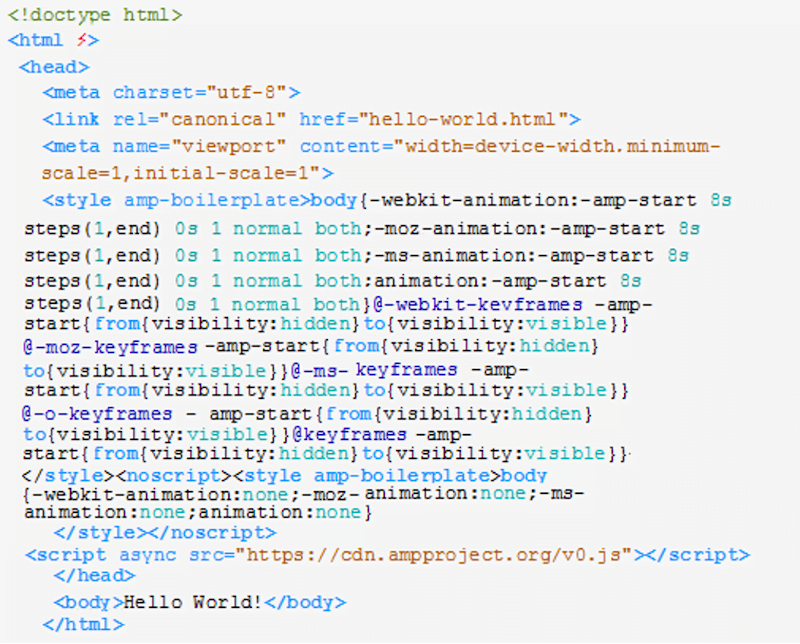 <!doctype html>
<html ⚡>
<head>
<meta charset="utf-8">
<link rel="canonical" href="hello-world.html">
<meta name="viewport" content="width=device-width.minimum-
scale=1,initial-scale=1">
<style amp-boilerplate>body{-webkit-animation:-amp-start 8s
steps(1,end) 0s 1 normal both;-moz-animation:-amp-start 8s
steps(1,end) 0s 1 normal both;-ms-animation:-amp-start 8s
steps(1,end) 0s 1 normal both;animation:-amp-start 8s
steps(1,end) 0s 1 normal both}@-webkit-kevframes -amp-
start{from{visibility:hidden}to{visibility:visible}}
@-moz-keyframes -amp-start{from{visibility:hidden}
to{visibility:visible}}@-ms- keyframes -amp-
start{from{visibility:hidden}to{visibility:visible}}
@-o-keyframes - amp-start{from{visibility:hidden}
to{visibility:visible}}@keyframes -amp-
start{from{visibility:hidden}to{visibility:visible}}
</style><noscript><style amp-boilerplate>body
{-webkit-animation:none;-moz- animation:none;-ms-
animation:none;animation:none}
</style></noscript>
<script async src="https://cdn.ampproject.org/v0.js"></script>
</head>
<body>Hello World!</body>
</html>